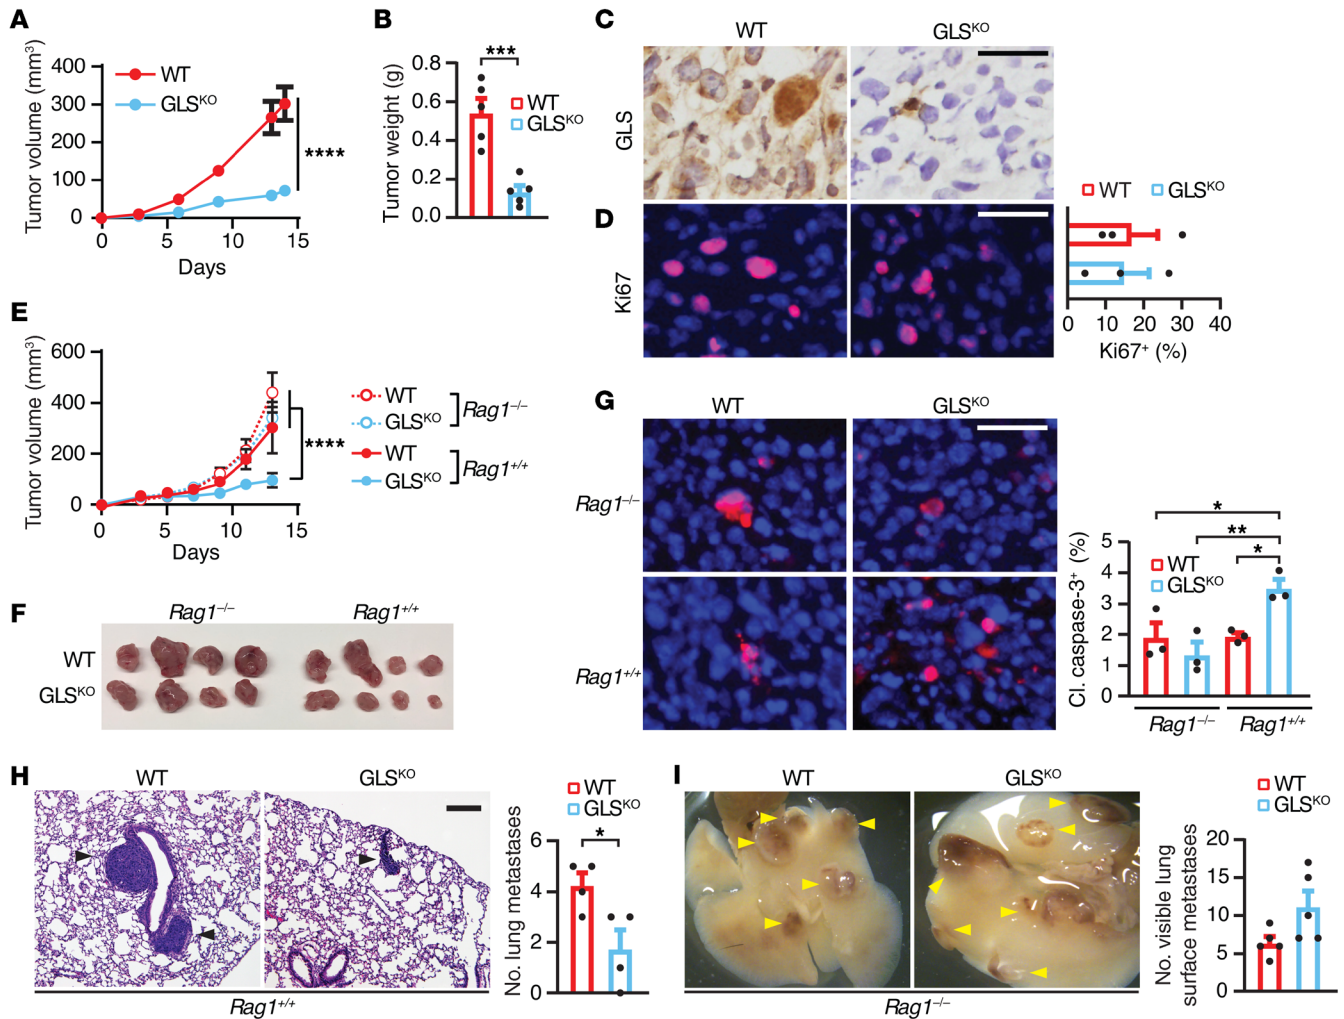 A
Tumor volume (mm³)
400
300
200
100
0
WT
GLSᴷᴼ
****
0 5 10 15
Days
B
Tumor weight (g)
0.8
0.6
0.4
0.2
0.0
***
WT
GLSᴷᴼ
C
WT GLSᴷᴼ
GLS
D
Ki67
WT GLSᴷᴼ
0 10 20 30 40
Ki67⁺ (%)
E
Tumor volume (mm³)
600
400
200
0
0 5 10 15
Days
WT
GLSᴷᴼ
Rag1⁻/⁻
WT
GLSᴷᴼ
Rag1⁺/⁺
****
F
Rag1⁻/⁻ Rag1⁺/⁺
WT
GLSᴷᴼ
G
WT GLSᴷᴼ
Rag1⁻/⁻
Rag1⁺/⁺
Cl. caspase-3⁺ (%)
5
4
3
2
1
0
*
**
*
WT
GLSᴷᴼ
Rag1⁻/⁻ Rag1⁺/⁺
H
WT GLSᴷᴼ
Rag1⁺/⁺
WT
GLSᴷᴼ
No. lung metastases
6
4
2
0
*
I
WT GLSᴷᴼ
Rag1⁻/⁻
WT
GLSᴷᴼ
No. visible lung
surface metastases
20
15
10
5
0